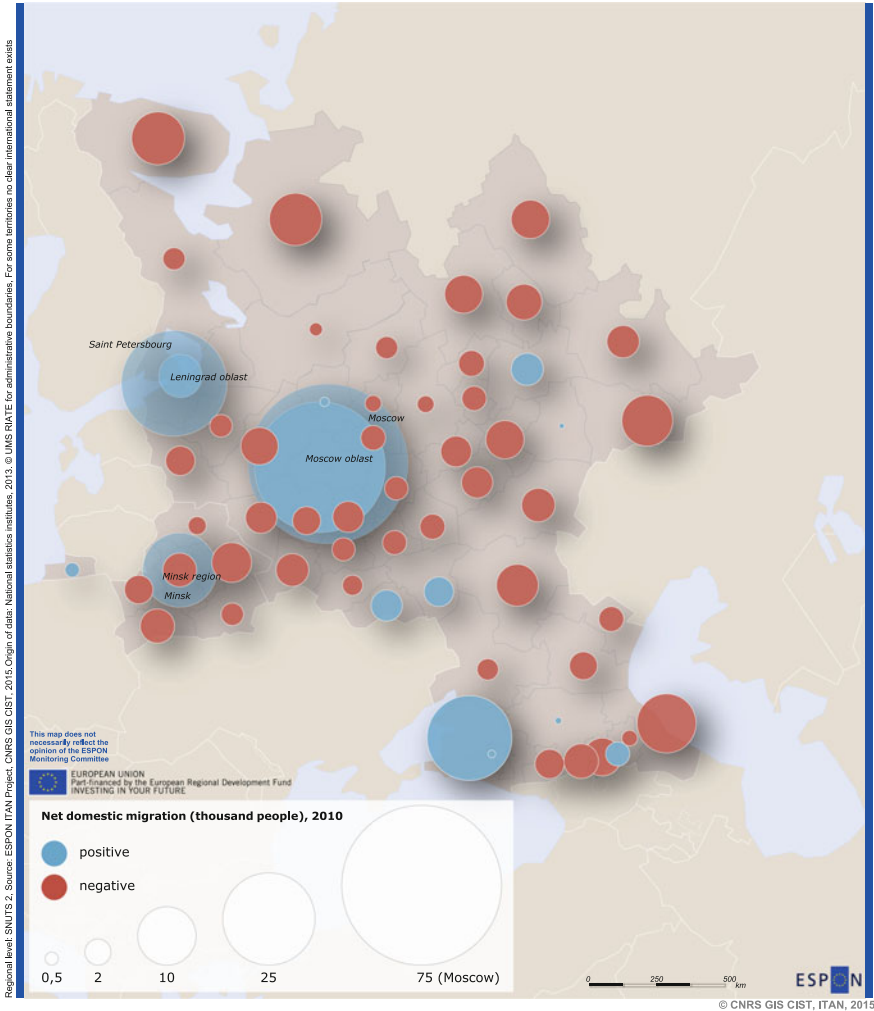 Regional level: SNUTS 2, Source: ESPON ITAN Project, CNRS GIS CIST, 2015, Origin of data: National statistics institutes, 2013. © UMS RIATE for administrative boundaries, For some territories no clear international statement exists
Saint Petersbourg
Leningrad oblast
Moscow
Moscow oblast
Minsk region
Minsk
This map does not
necessarily reflect the
opinion of the ESPON
Monitoring Committee
EUROPEAN UNION
Part-financed by the European Regional Development Fund
INVESTING IN YOUR FUTURE
Net domestic migration (thousand people), 2010
positive
negative
0,5 2 10 25 75 (Moscow)
0 250 500
km
ESPON
© CNRS GIS CIST, ITAN, 2015